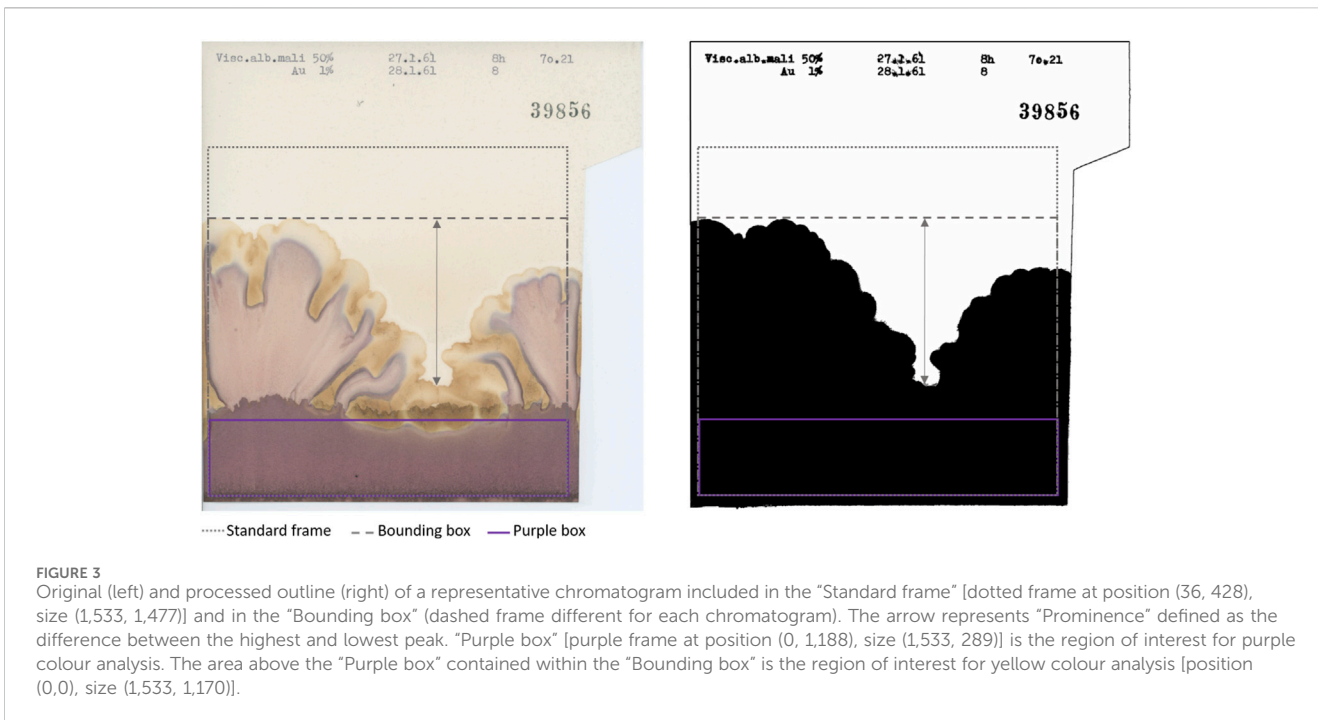 Visc.alb.mali 50% 27.1.61 8h 7o.21
Au 1% 28.1.61 8
39856
Visc.alb.mali 50% 27.1.61 8h 7o.21
Au 1% 28.1.61 8
39856
Standard frame Bounding box Purple box
FIGURE 3
Original (left) and processed outline (right) of a representative chromatogram included in the “Standard frame” [dotted frame at position (36, 428),
size (1,533, 1,477)] and in the “Bounding box” (dashed frame different for each chromatogram). The arrow represents “Prominence” defined as the
difference between the highest and lowest peak. “Purple box” [purple frame at position (0, 1,188), size (1,533, 289)] is the region of interest for purple
colour analysis. The area above the “Purple box” contained within the “Bounding box” is the region of interest for yellow colour analysis [position
(0,0), size (1,533, 1,170)].